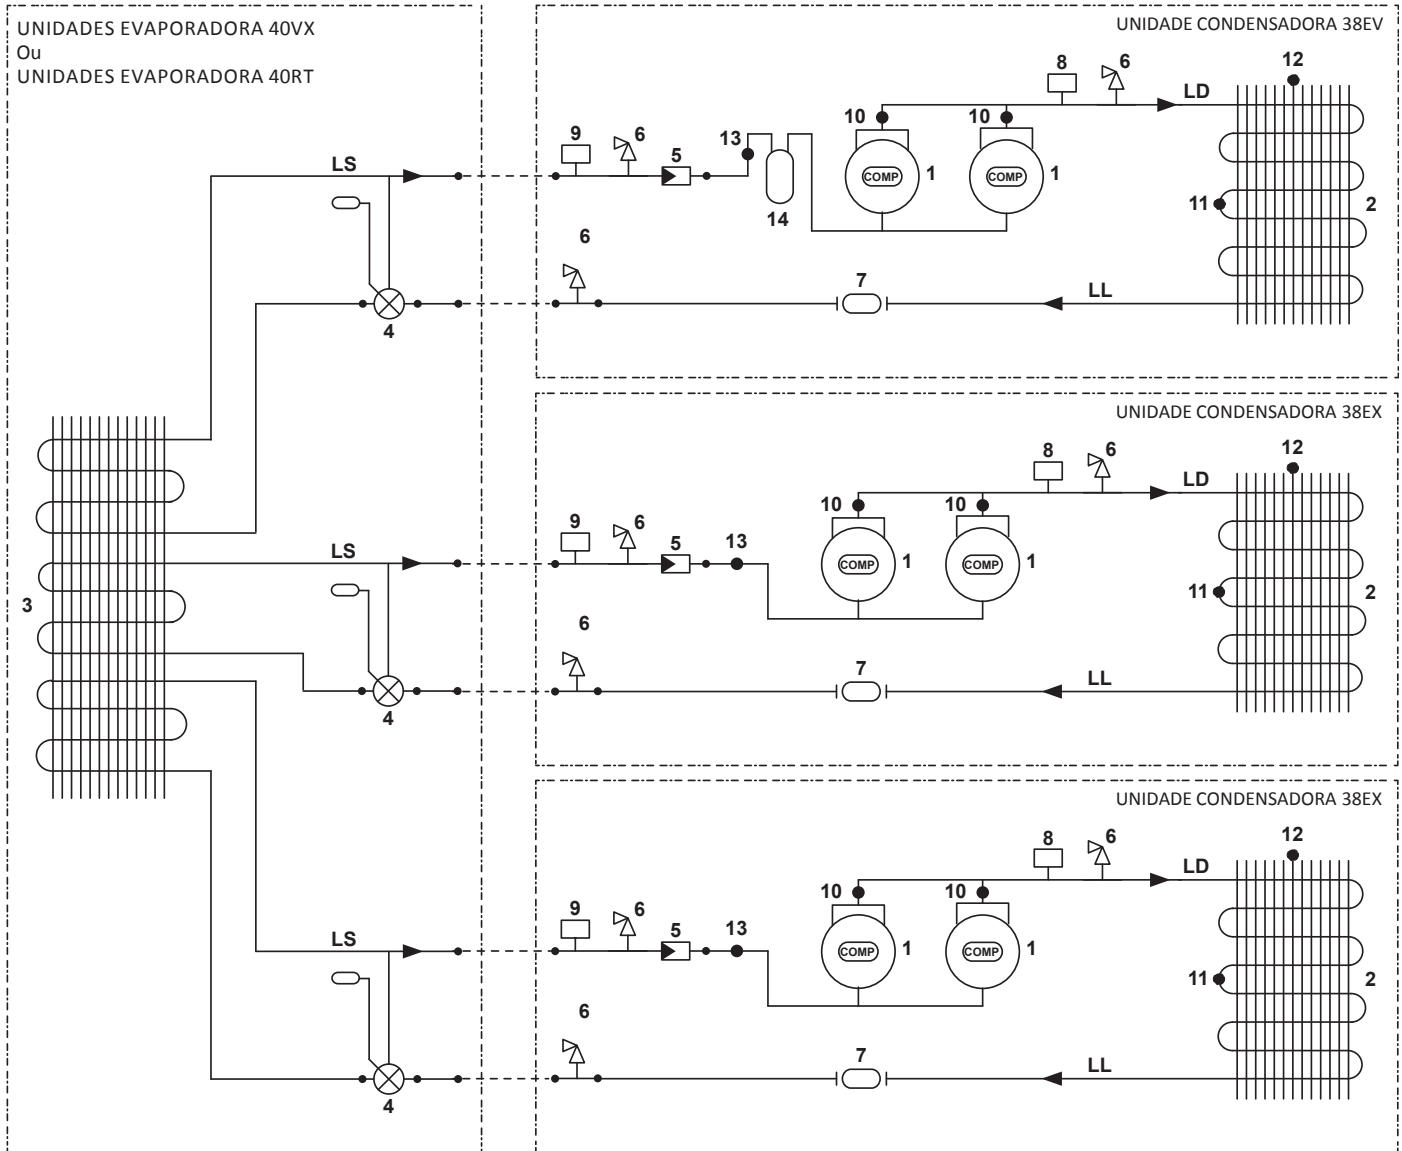 UNIDADES EVAPORADORA 40VX
Ou
UNIDADES EVAPORADORA 40RT
UNIDADE CONDENSADORA 38EV
8
6
12
LD
10
10
9
6
5
13
LS
COMP
1
COMP
1
14
11
2
6
7
LL
4
UNIDADE CONDENSADORA 38EX
8
6
12
LD
10
10
9
6
5
13
LS
COMP
1
COMP
1
11
2
3
6
7
LL
4
UNIDADE CONDENSADORA 38EX
8
6
12
LD
10
10
9
6
5
13
LS
COMP
1
COMP
1
11
2
6
7
LL
4